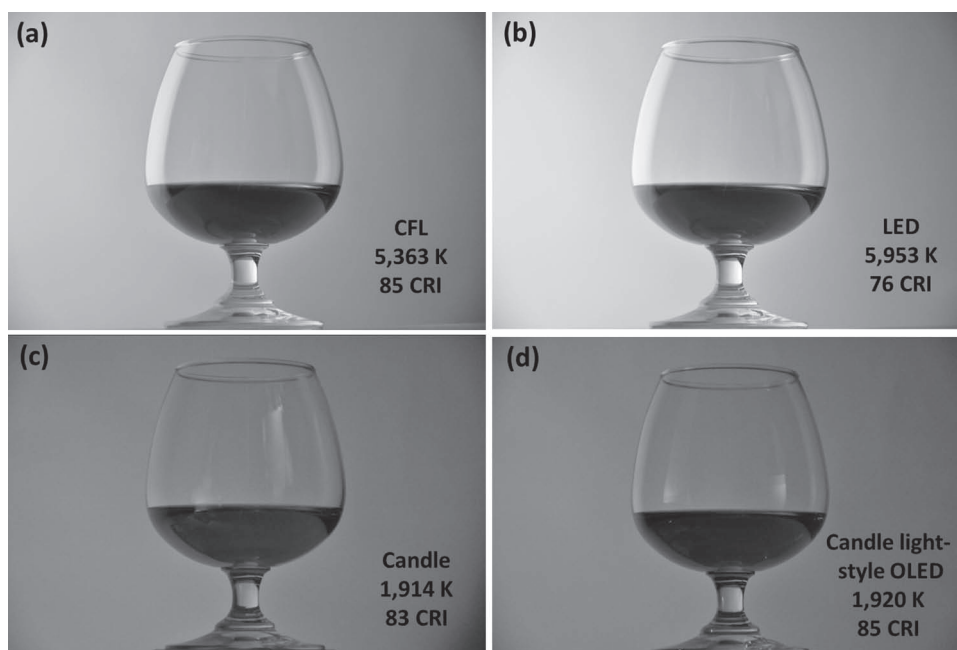 (a)
CFL
5,363 K
85 CRI
(b)
LED
5,953 K
76 CRI
(c)
Candle
1,914 K
83 CRI
(d)
Candle light-
style OLED
1,920 K
85 CRI